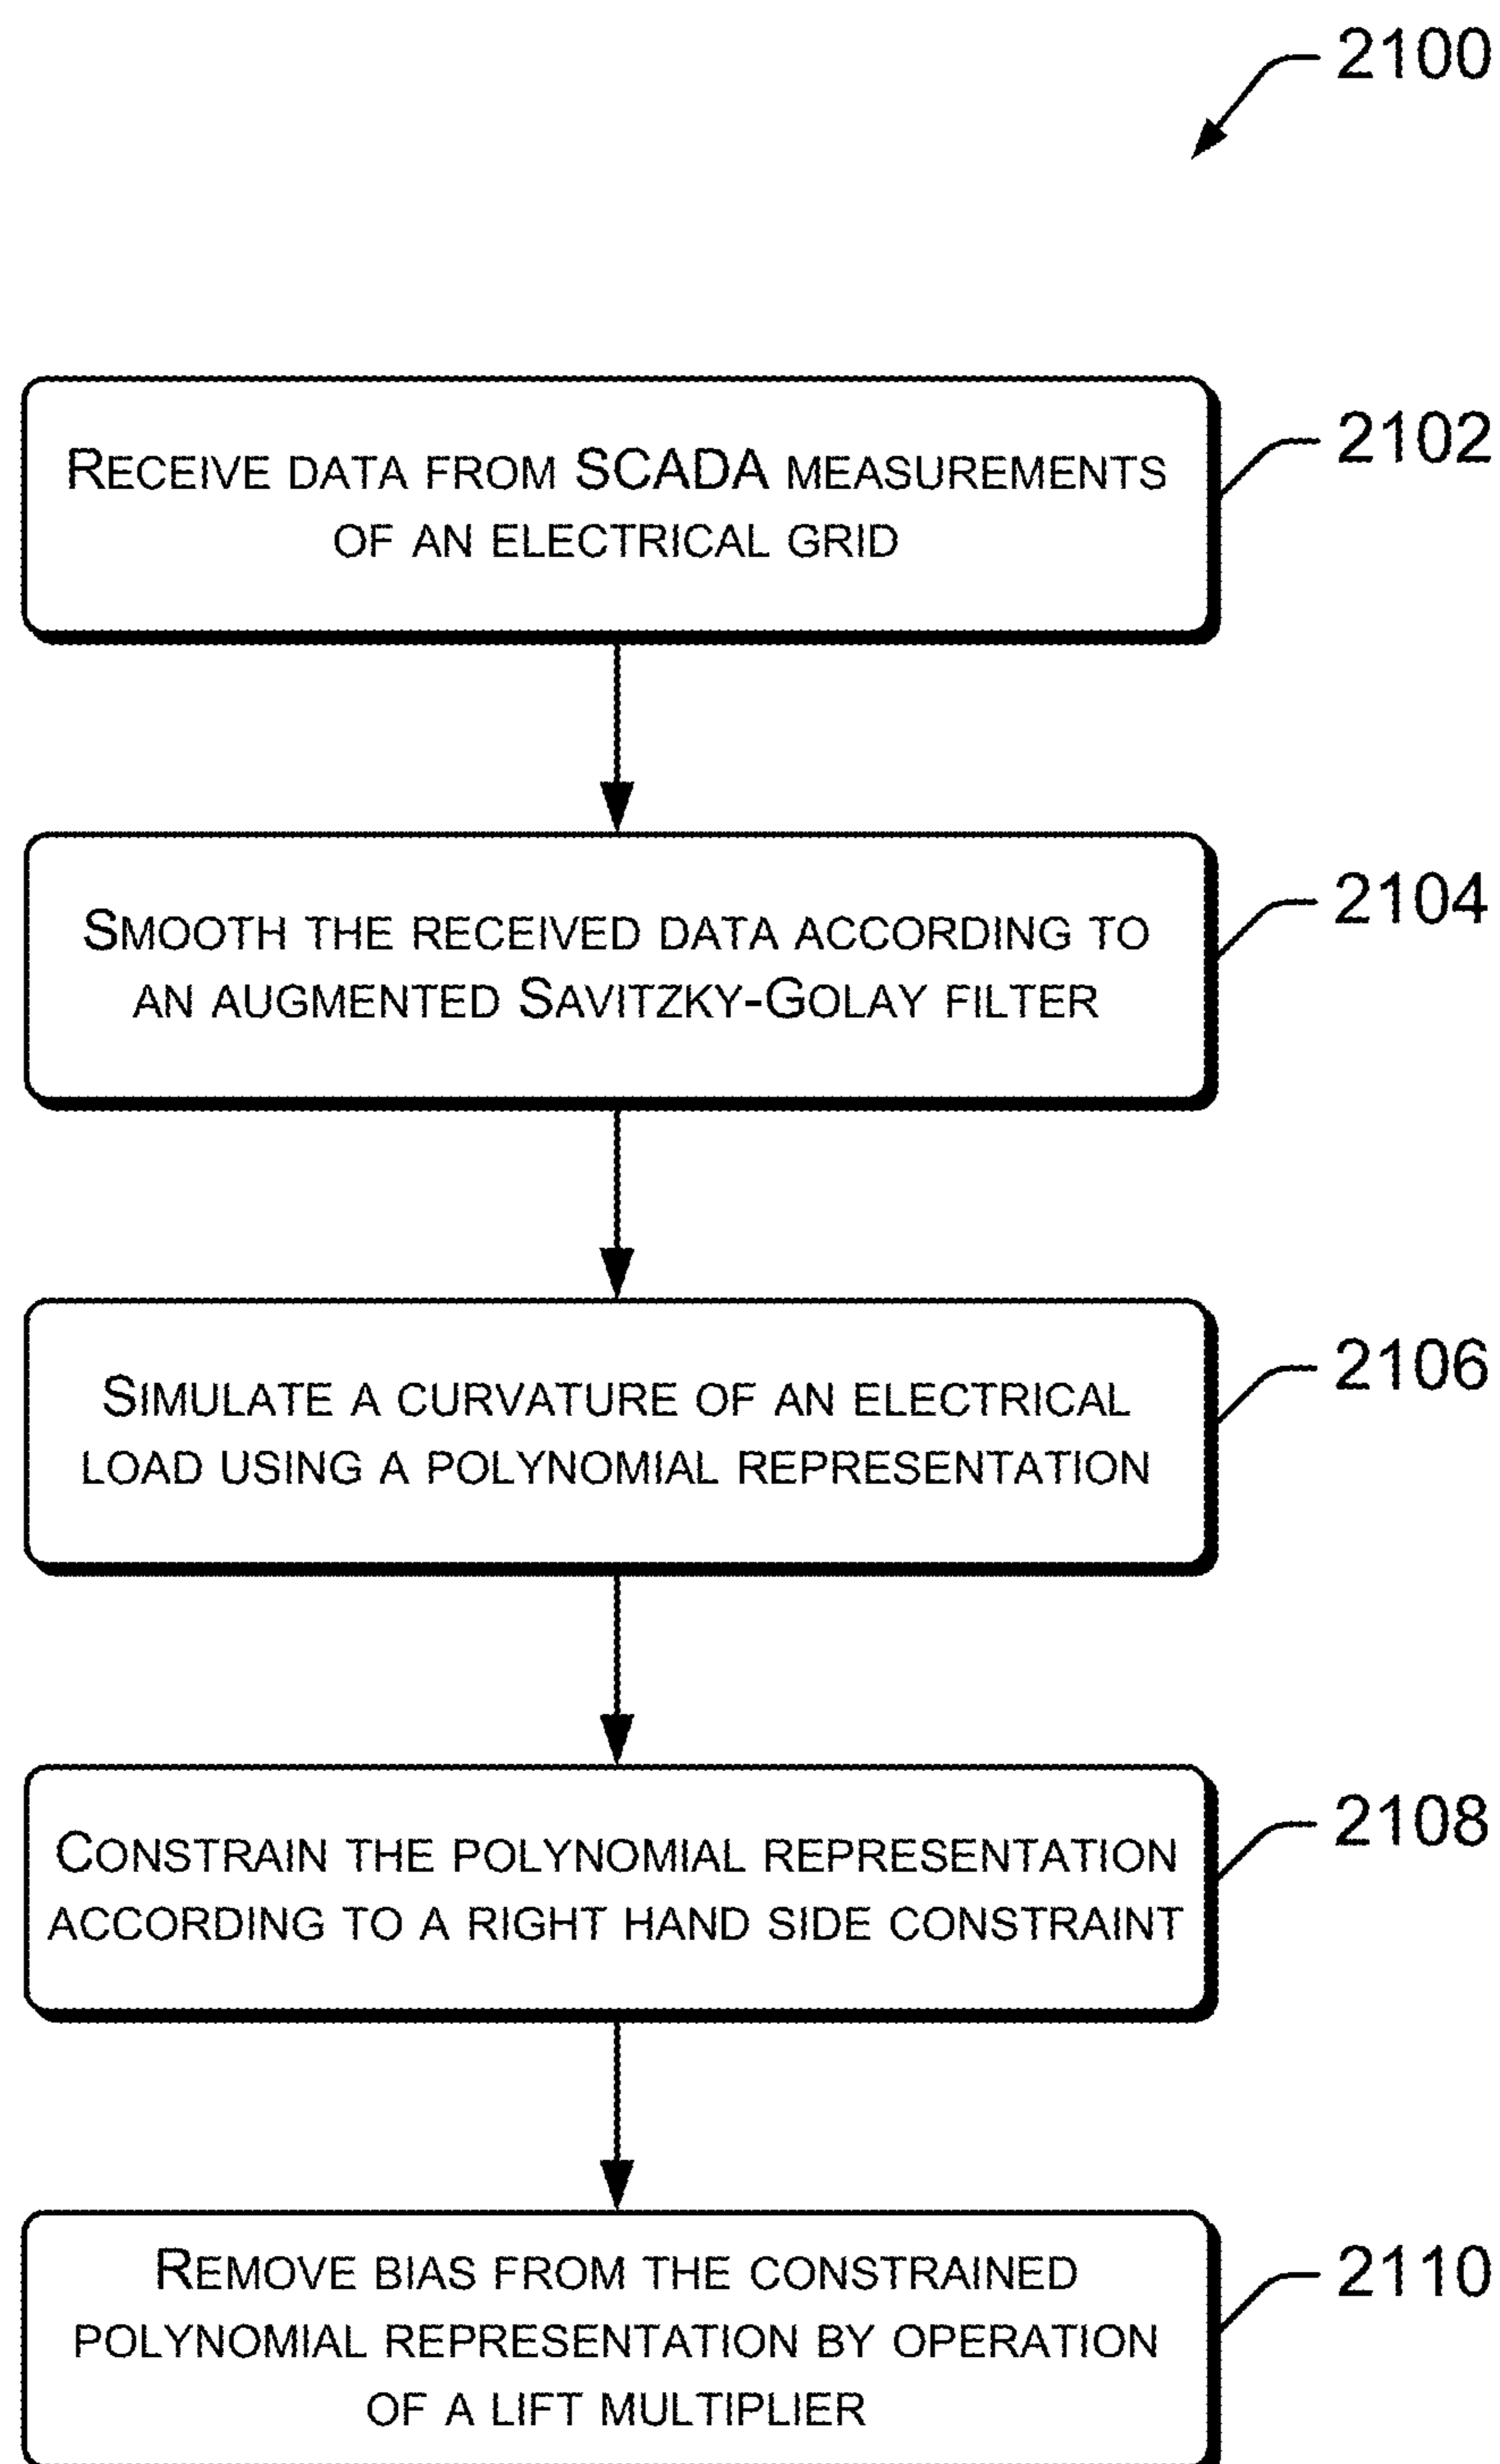 2100
RECEIVE DATA FROM SCADA MEASUREMENTS
2102
OF AN ELECTRICAL GRID
SMOOTH THE RECEIVED DATA ACCORDING TO
2104
AN AUGMENTED SAVITZKY-GOLAY FILTER
SIMULATE A CURVATURE OF AN ELECTRICAL
2106
LOAD USING A POLYNOMIAL REPRESENTATION
CONSTRAIN THE POLYNOMIAL REPRESENTATION
2108
ACCORDING TO A RIGHT HAND SIDE CONSTRAINT
REMOVE BIAS FROM THE CONSTRAINED
2110
POLYNOMIAL REPRESENTATION BY OPERATION
OF A LIFT MULTIPLIER